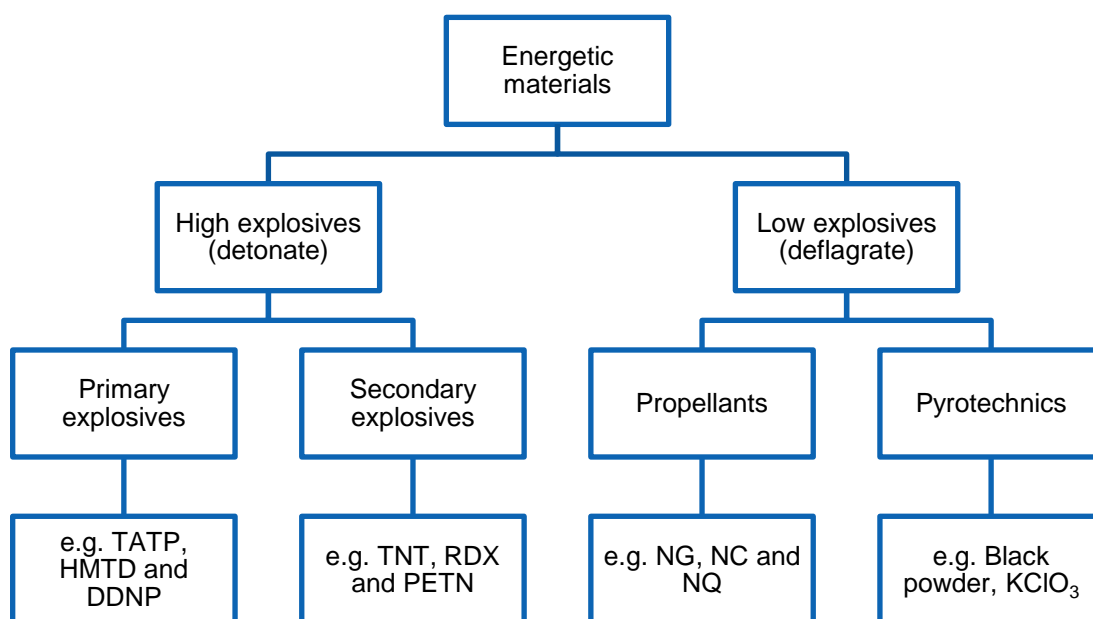 Energetic
materials
High explosives
(detonate)
Low explosives
(deflagrate)
Primary
explosives
Secondary
explosives
Propellants
Pyrotechnics
e.g. TATP,
HMTD and
DDNP
e.g. TNT, RDX
and PETN
e.g. NG, NC and
NQ
e.g. Black
powder, KClO₃